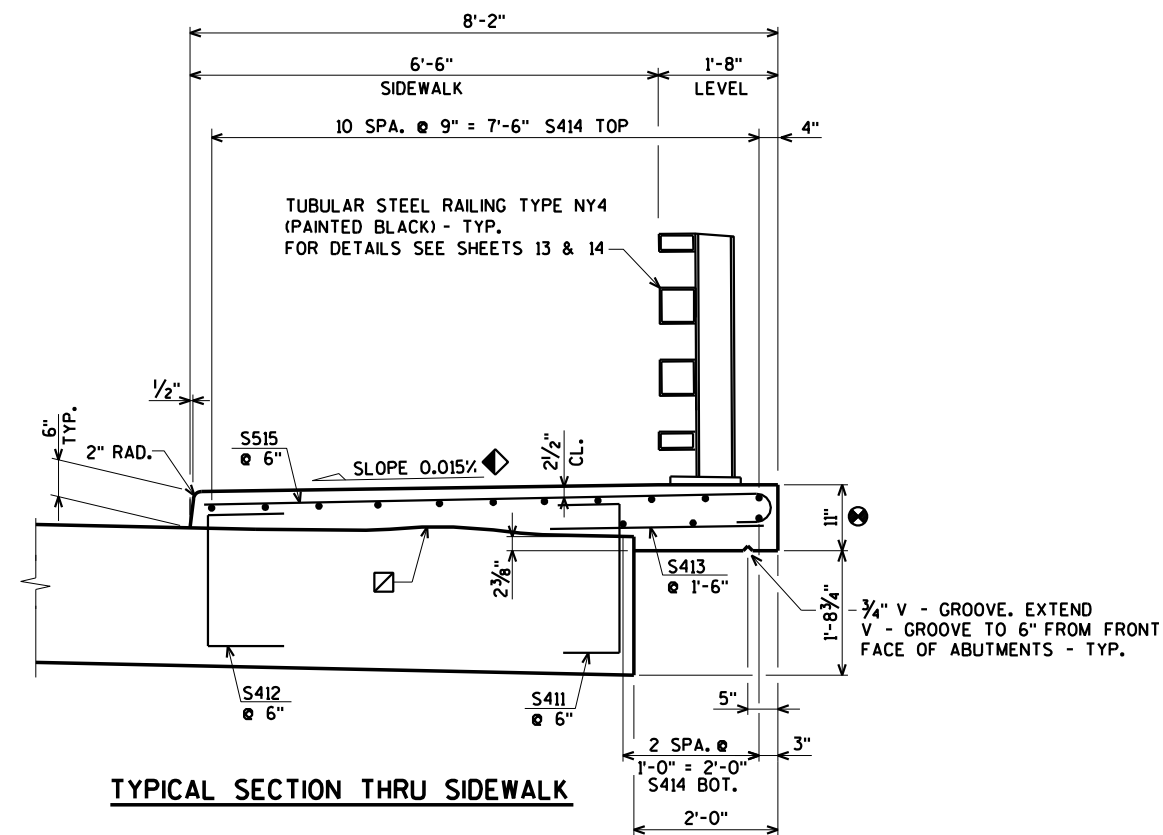 8'-2"
6'-6"
SIDEWALK
1'-8"
LEVEL
10 SPA. @ 9" = 7'-6" S414 TOP
4"
TUBULAR STEEL RAILING TYPE NY4
(PAINTED BLACK) - TYP.
FOR DETAILS SEE SHEETS 13 & 14
1/2"
6"
TYP.
2" RAD.
S515
@ 6"
SLOPE 0.015%
2 1/2"
CL.
11"
2 3/8"
S413
@ 1'-6"
1'-8 3/4"
3/4" V - GROOVE. EXTEND
V - GROOVE TO 6" FROM FRONT
FACE OF ABUTMENTS - TYP.
S412
@ 6"
S411
@ 6"
5"
2 SPA. @
1'-0" = 2'-0"
S414 BOT.
3"
2'-0"
TYPICAL SECTION THRU SIDEWALK